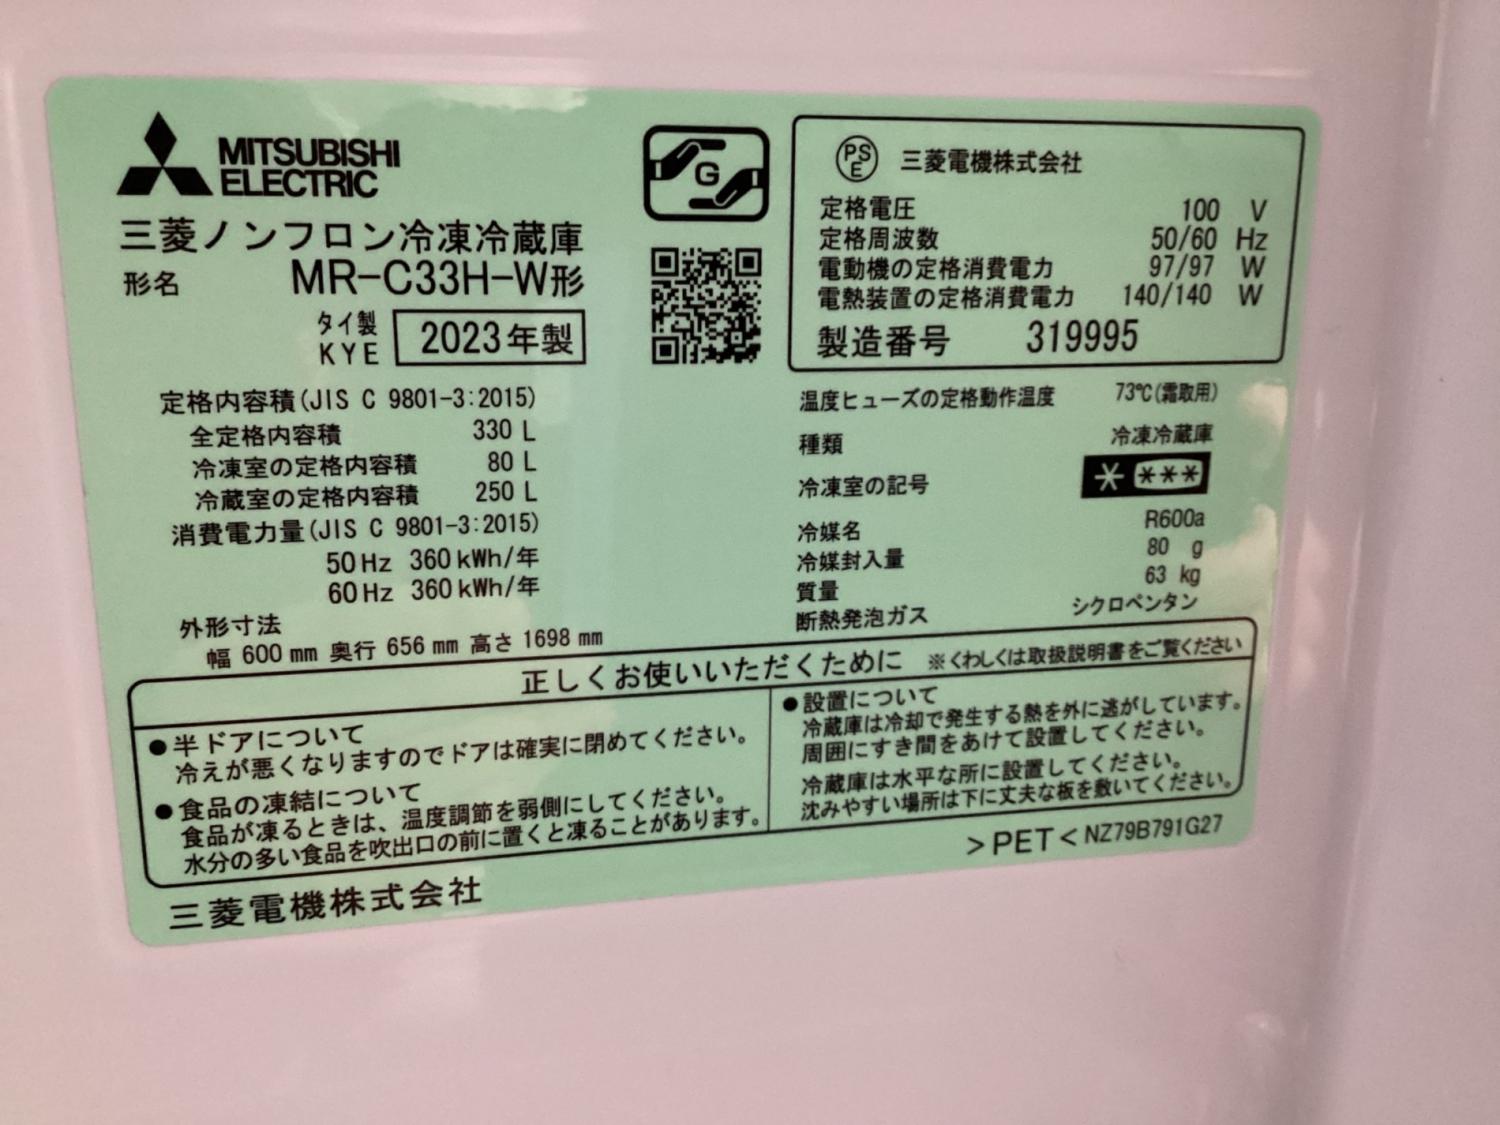 MITSUBISHI
ELECTRIC
三菱ノンフロン冷凍冷蔵庫
形名 MR-C33H-W形
タイ製
KYE
2023年製
定格内容積(JIS C 9801-3:2015)
全定格内容積 330 L
冷凍室の定格内容積 80 L
冷蔵室の定格内容積 250 L
消費電力量(JIS C 9801-3:2015)
50Hz 360kWh/年
60Hz 360kWh/年
外形寸法
幅 600 mm 奥行 656 mm 高さ 1698 mm
G
PSE 三菱電機株式会社
定格電圧 100 V
定格周波数 50/60 Hz
電動機の定格消費電力 97/97 W
電熱装置の定格消費電力 140/140 W
製造番号 319995
温度ヒューズの定格動作温度 73℃(霜取用)
種類 冷凍冷蔵庫
冷凍室の記号 * ***
冷媒名 R600a
冷媒封入量 80 g
質量 63 kg
断熱発泡ガス シクロペンタン
正しくお使いいただくために ※くわしくは取扱説明書をご覧ください
●半ドアについて
冷えが悪くなりますのでドアは確実に閉めてください。
●食品の凍結について
食品が凍るときは、温度調節を弱側にしてください。
水分の多い食品を吹出口の前に置くと凍ることがあります。
●設置について
冷蔵庫は冷却で発生する熱を外に逃がしています。
周囲にすき間をあけて設置してください。
冷蔵庫は水平な所に設置してください。
沈みやすい場所は下に丈夫な板を敷いてください。
三菱電機株式会社
>PET< NZ79B791G27